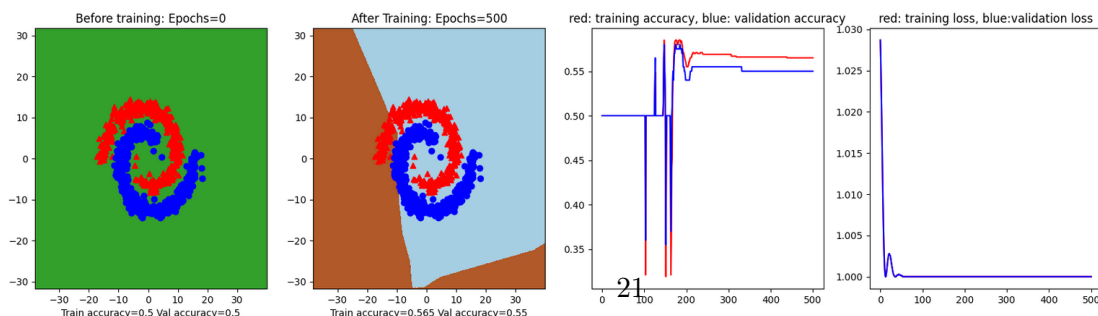 Before training: Epochs=0
After Training: Epochs=500
red: training accuracy, blue: validation accuracy
red: training loss, blue:validation loss
30
20
10
0
−10
−20
−30
−30 −20 −10 0 10 20 30
Train accuracy=0.5 Val accuracy=0.5
30
20
10
0
−10
−20
−30
−30 −20 −10 0 10 20 30
Train accuracy=0.565 Val accuracy=0.55
0.55
0.50
0.45
0.40
0.35
0 100 200 300 400 500
21
1.030
1.025
1.020
1.015
1.010
1.005
1.000
0 100 200 300 400 500